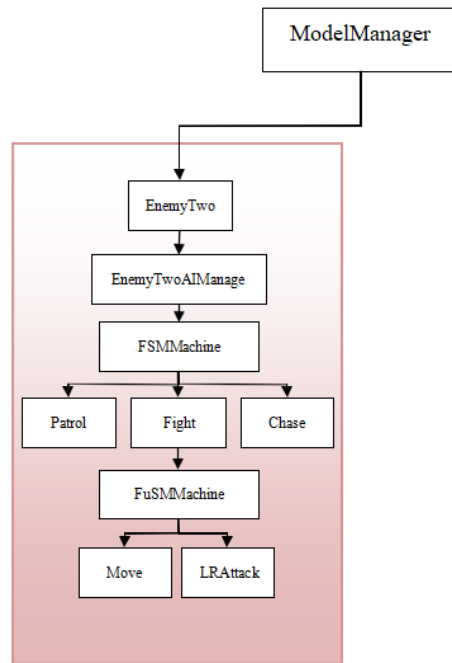 ModelManager
EnemyTwo
EnemyTwoAIManage
FSMMachine
Patrol
Fight
Chase
FuSMMachine
Move
LRAttack